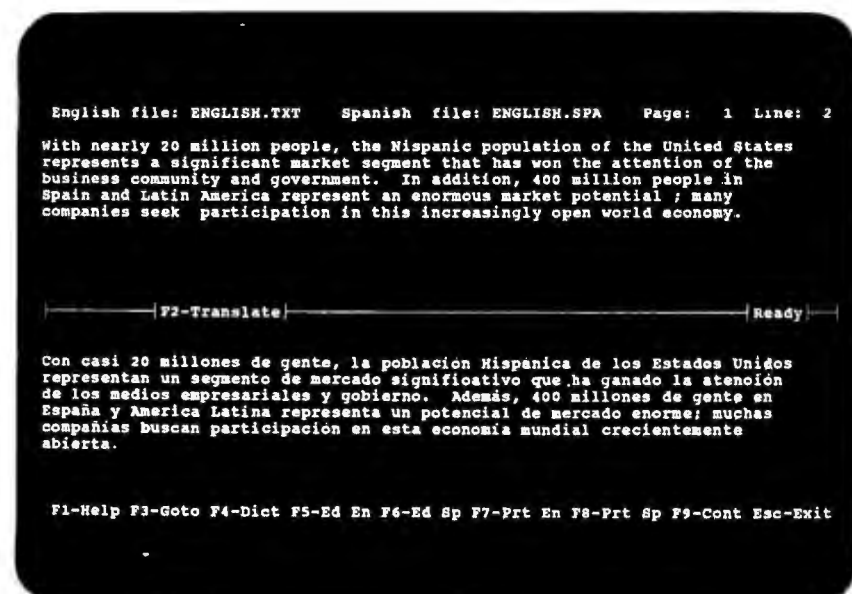 English file: ENGLISH.TXT    Spanish  file: ENGLISH.SPA    Page:   1  Line:  2
With nearly 20 million people, the Hispanic population of the United States
represents a significant market segment that has won the attention of the
business community and government.  In addition, 400 million people in
Spain and Latin America represent an enormous market potential ; many
companies seek  participation in this increasingly open world economy.
F2-Translate    Ready
Con casi 20 millones de gente, la población Hispánica de los Estados Unidos
representan un segmento de mercado significativo que ha ganado la atención
de los medios empresariales y gobierno.  Además, 400 millones de gente en
España y America Latina representa un potencial de mercado enorme; muchas
compañías buscan participación en esta economía mundial crecientemente
abierta.
F1-Help F3-Goto F4-Dict F5-Ed En F6-Ed Sp F7-Prt En F8-Prt Sp F9-Cont Esc-Exit